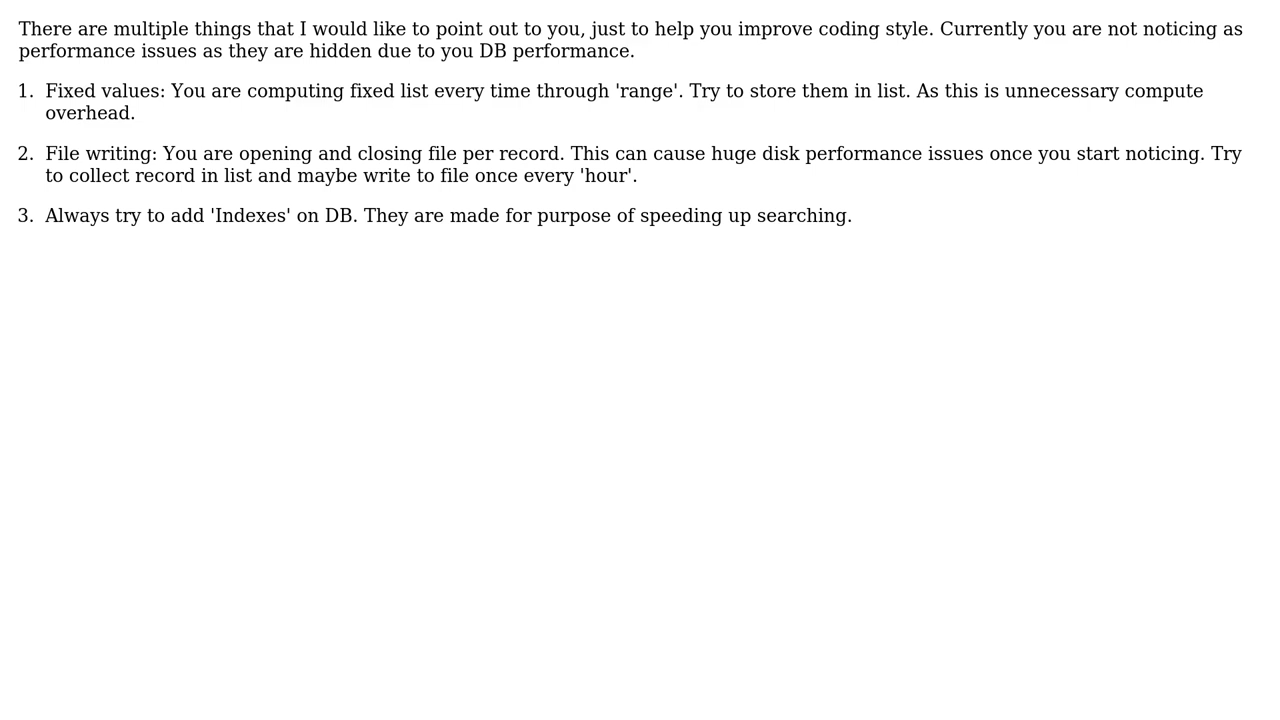 There are multiple things that I would like to point out to you, just to help you improve coding style. Currently you are not noticing as
performance issues as they are hidden due to you DB performance.
1. Fixed values: You are computing fixed list every time through 'range'. Try to store them in list. As this is unnecessary compute
overhead.
2. File writing: You are opening and closing file per record. This can cause huge disk performance issues once you start noticing. Try
to collect record in list and maybe write to file once every 'hour'.
3. Always try to add 'Indexes' on DB. They are made for purpose of speeding up searching.